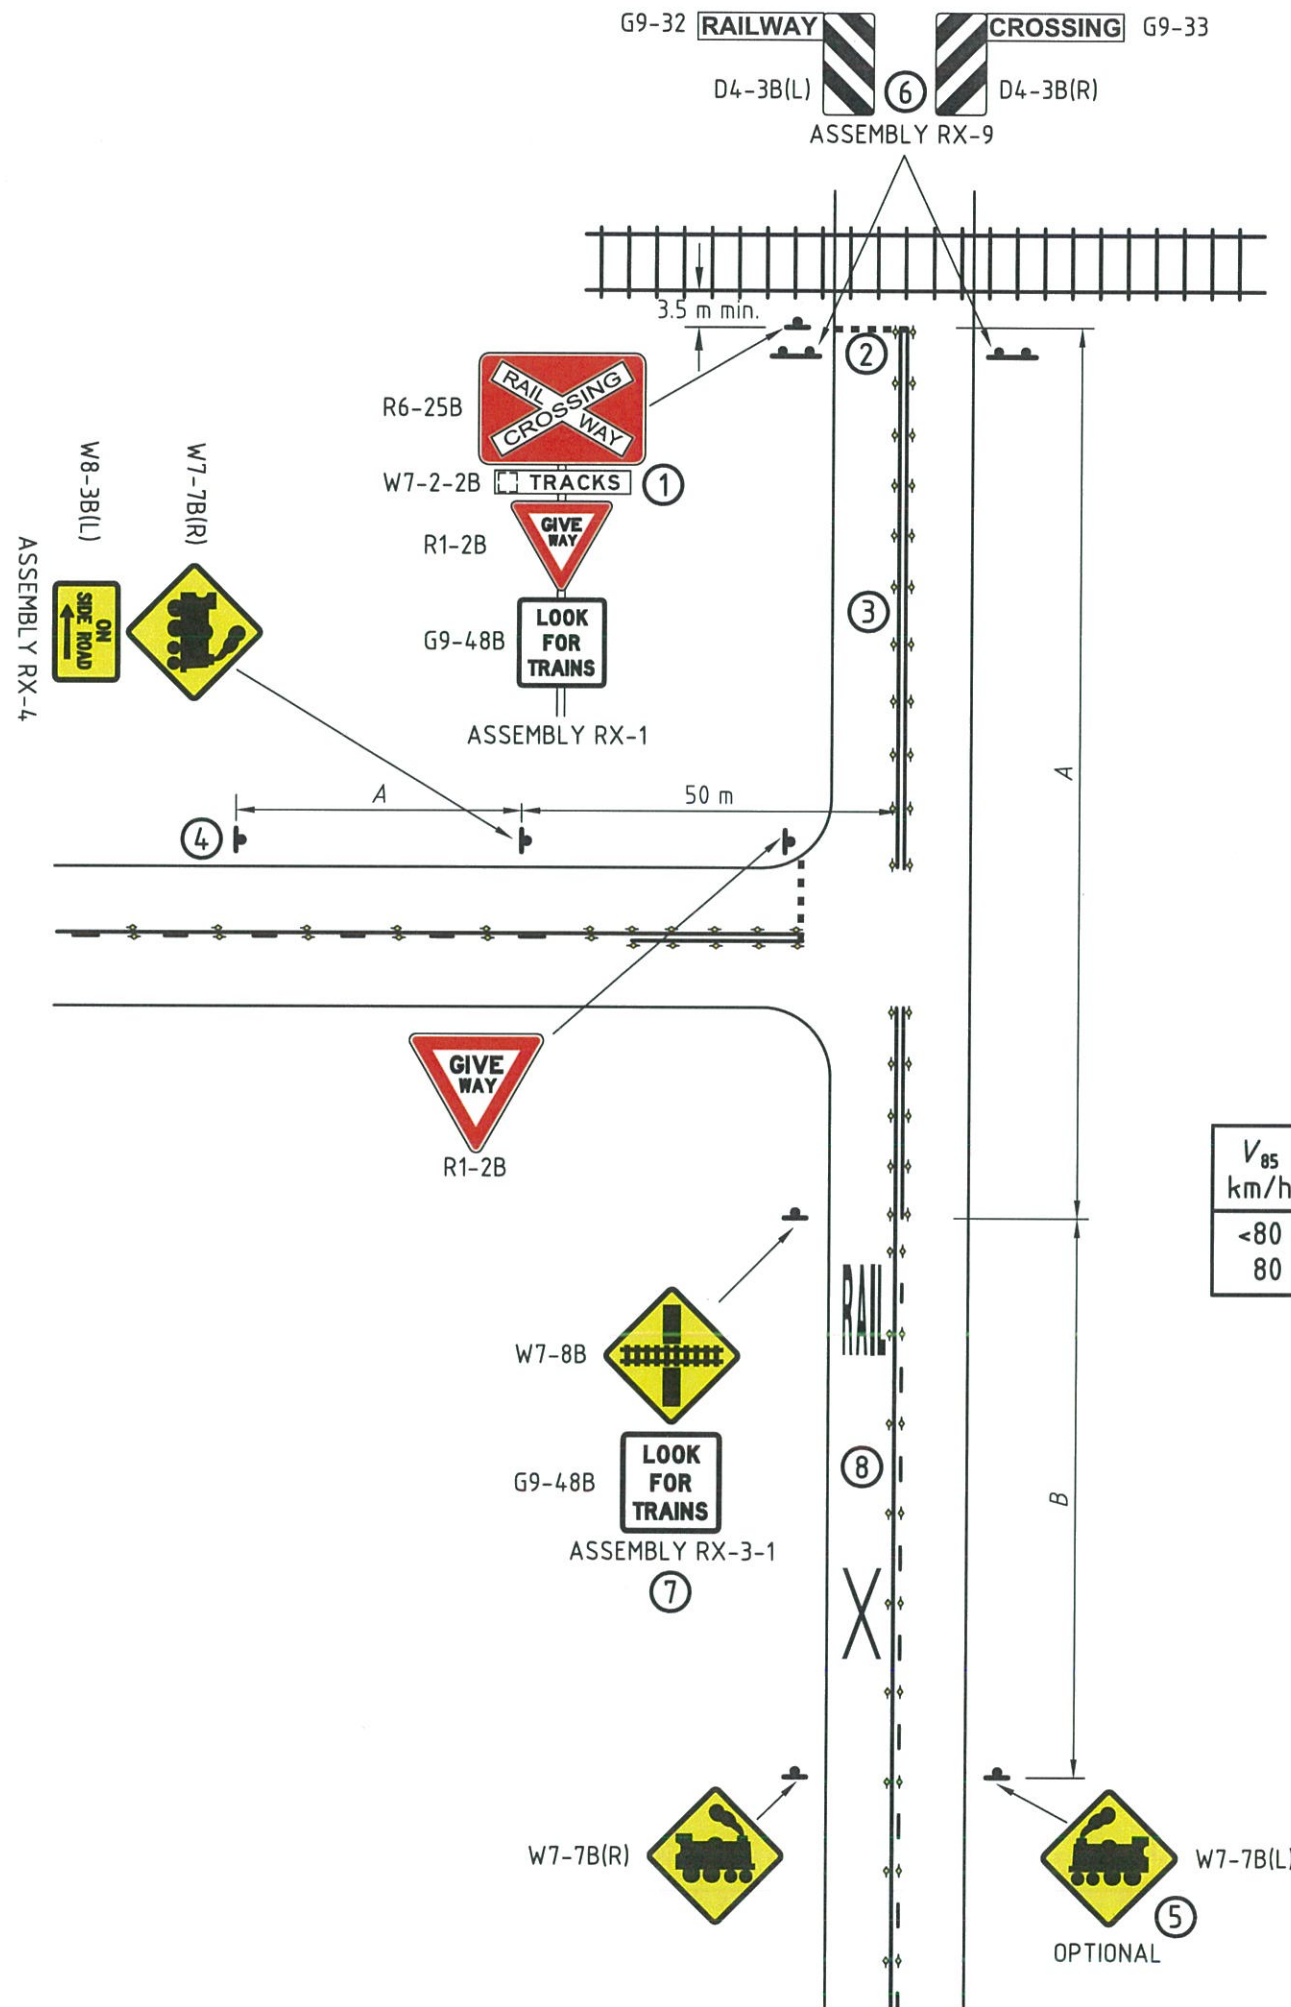 G9-32 RAILWAY CROSSING G9-33
D4-3B(L) 6 D4-3B(R)
ASSEMBLY RX-9
3.5 m min.
2
R6-25B
RAILWAY
CROSSING
W7-2-2B TRACKS 1
R1-2B
GIVE
WAY
G9-48B
LOOK
FOR
TRAINS
ASSEMBLY RX-1
3
W7-7B(R)
W8-3B(L)
ON
SIDE ROAD
ASSEMBLY RX-4
A
50 m
4
A
GIVE
WAY
R1-2B
V85
km/h
<80
80
RAIL
W7-8B
G9-48B
LOOK
FOR
TRAINS
ASSEMBLY RX-3-1
7
8
B
X
W7-7B(R)
W7-7B(L)
5
OPTIONAL